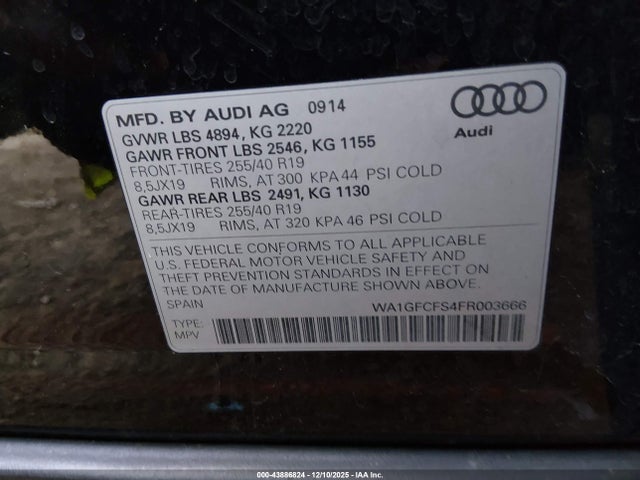 MFD. BY AUDI AG 0914
GVWR LBS 4894, KG 2220
GAWR FRONT LBS 2546, KG 1155
FRONT-TIRES 255/40 R19
8,5JX19 RIMS, AT 300 KPA 44 PSI COLD
GAWR REAR LBS 2491, KG 1130
REAR-TIRES 255/40 R19
8,5JX19 RIMS, AT 320 KPA 46 PSI COLD
Audi
THIS VEHICLE CONFORMS TO ALL APPLICABLE
U.S. FEDERAL MOTOR VEHICLE SAFETY AND
THEFT PREVENTION STANDARDS IN EFFECT ON
THE DATE OF MANUFACTURE SHOWN ABOVE.
SPAIN WA1GFCFS4FR003666
TYPE:
MPV
000-43886824 - 12/10/2025 - IAA Inc.